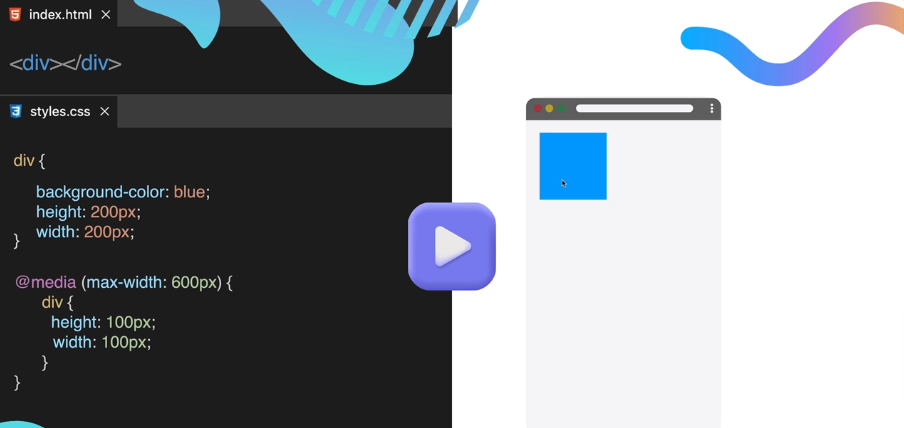 index.html
<div></div>
styles.css
div {
background-color: blue;
height: 200px;
width: 200px;
}
@media (max-width: 600px) {
div {
height: 100px;
width: 100px;
}
}